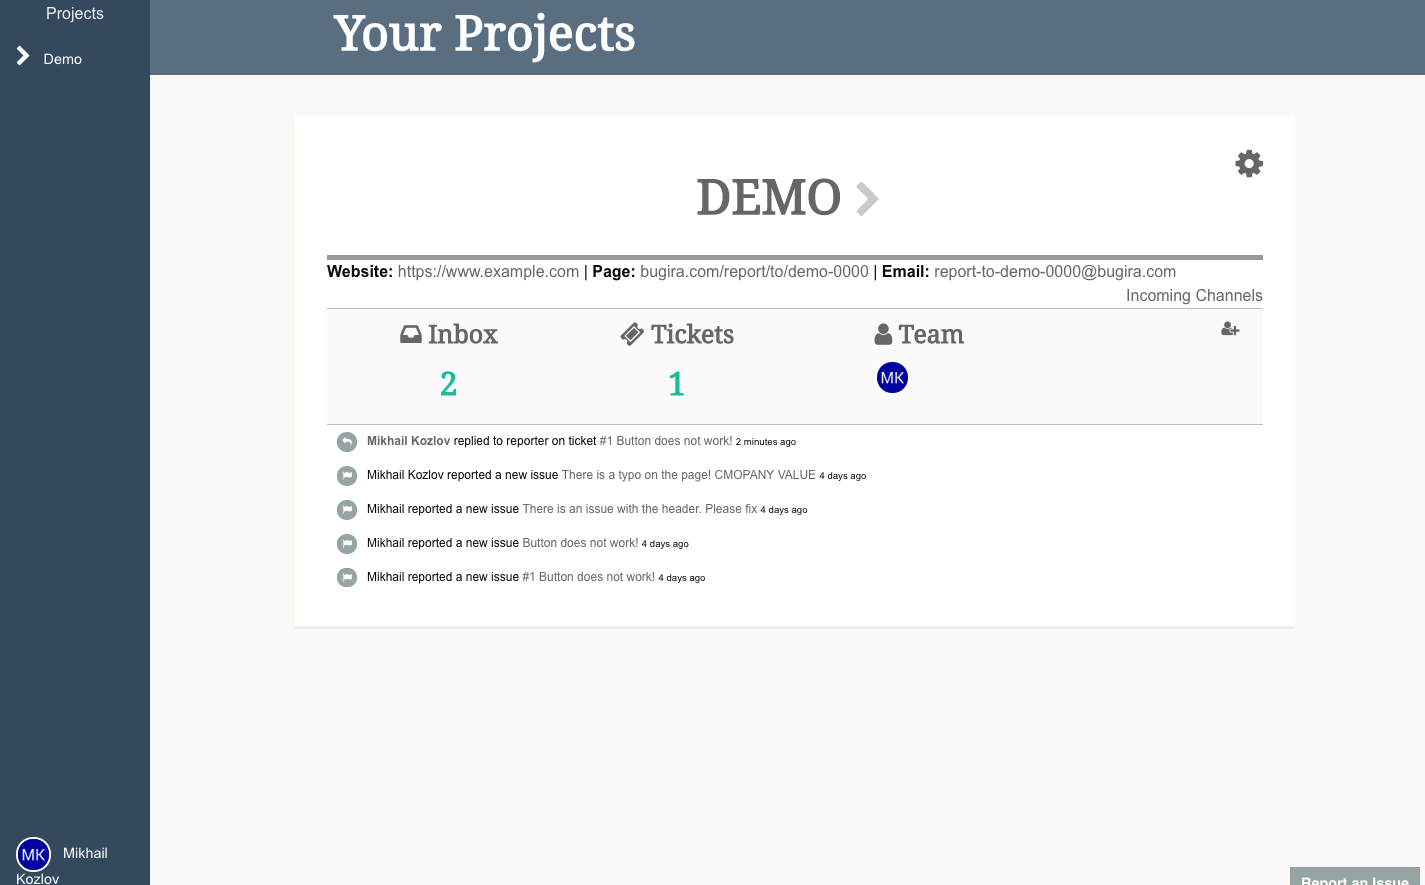 Projects
Demo
Your Projects
DEMO
Website: https://www.example.com | Page: bugira.com/report/to/demo-0000 | Email: report-to-demo-0000@bugira.com
Incoming Channels
Inbox
Tickets
Team
2
1
MK
Mikhail Kozlov replied to reporter on ticket #1 Button does not work! 2 minutes ago
Mikhail Kozlov reported a new issue There is a typo on the page! CMOPANY VALUE 4 days ago
Mikhail reported a new issue There is an issue with the header. Please fix 4 days ago
Mikhail reported a new issue Button does not work! 4 days ago
Mikhail reported a new issue #1 Button does not work! 4 days ago
MK Mikhail
Kozlov
Report an Issue